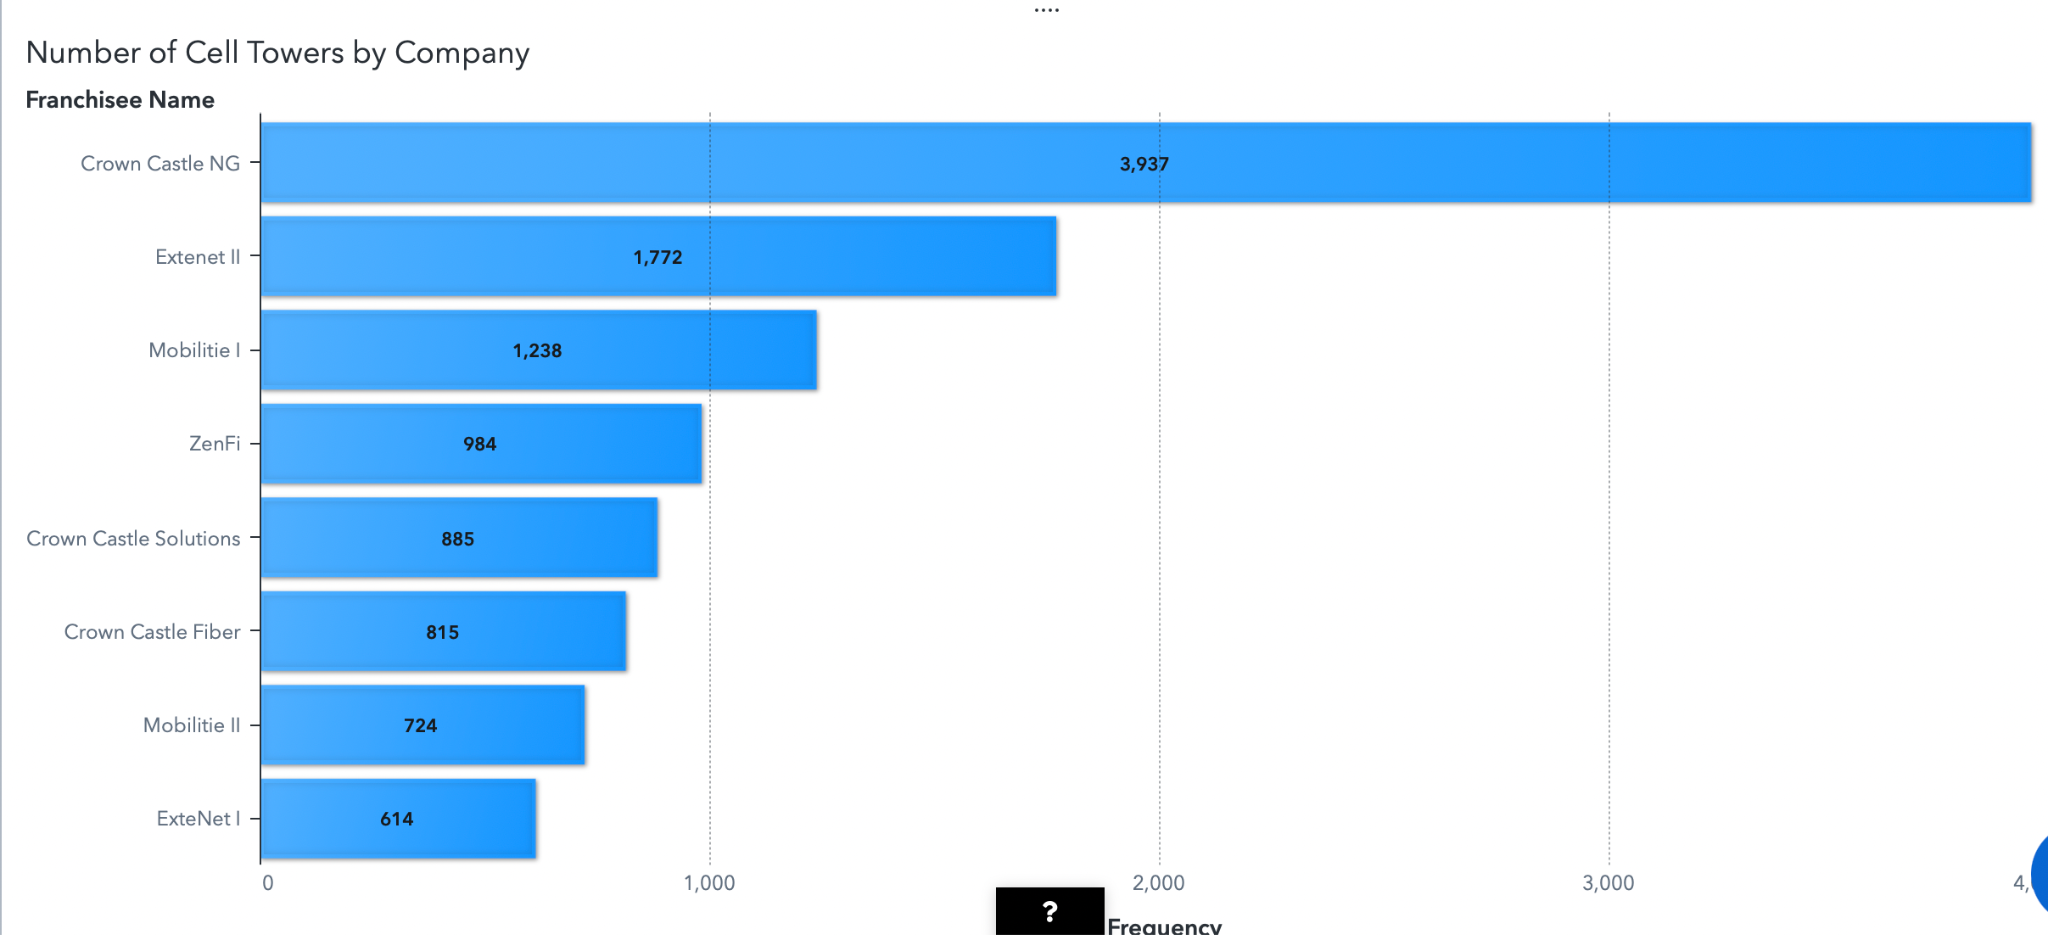 Number of Cell Towers by Company
Franchisee Name
Crown Castle NG
3,937
Extenet II
1,772
Mobilitie I
1,238
ZenFi
984
Crown Castle Solutions
885
Crown Castle Fiber
815
Mobilitie II
724
ExteNet I
614
0 1,000 2,000 3,000
?
Frequency